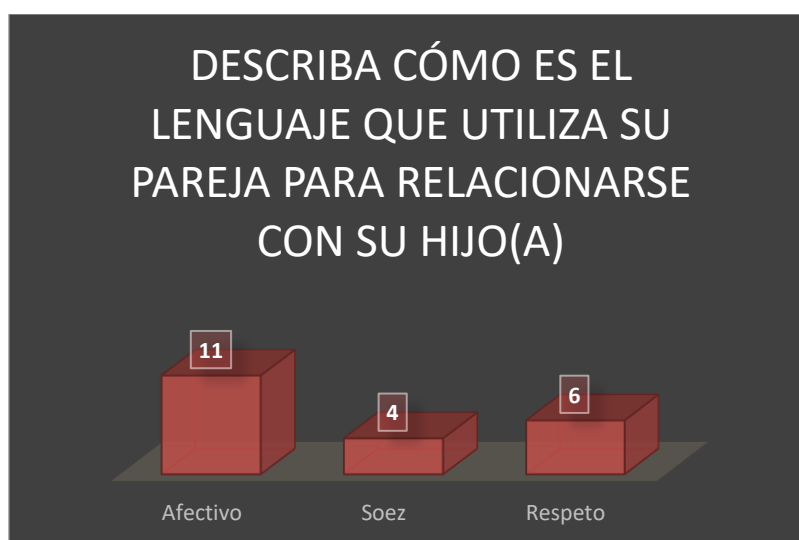 DESCRIBA CÓMO ES EL
LENGUAJE QUE UTILIZA SU
PAREJA PARA RELACIONARSE
CON SU HIJO(A)
11
4
6
Afectivo
Soez
Respeto